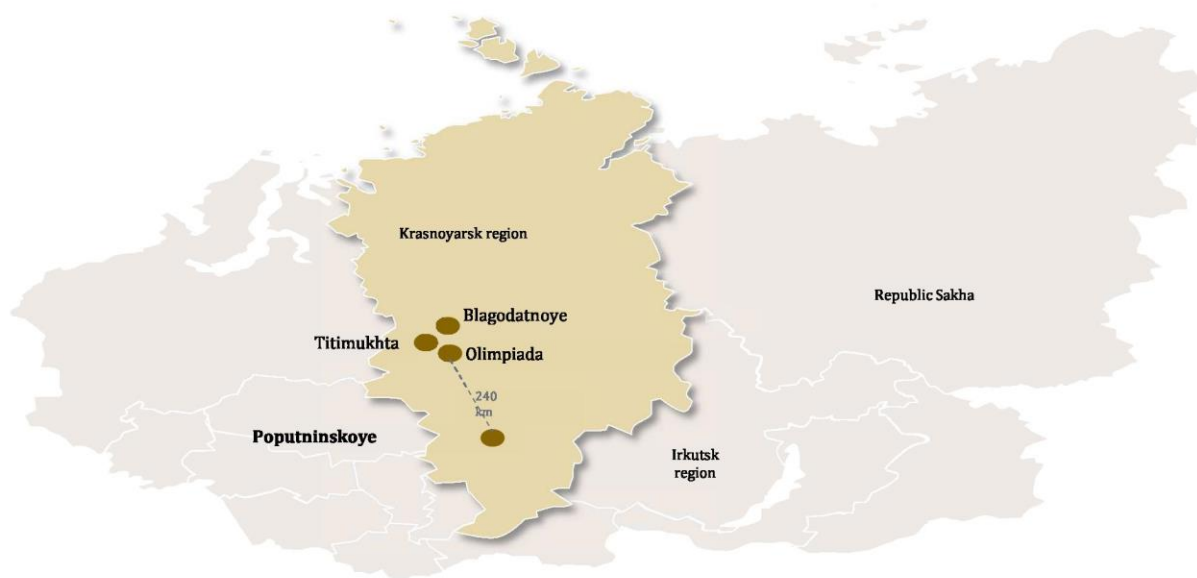 Krasnoyarsk region
Republic Sakha
Blagodatnoye
Titimukhta
Olimpiada
240
km
Poputninskoye
Irkutsk
region